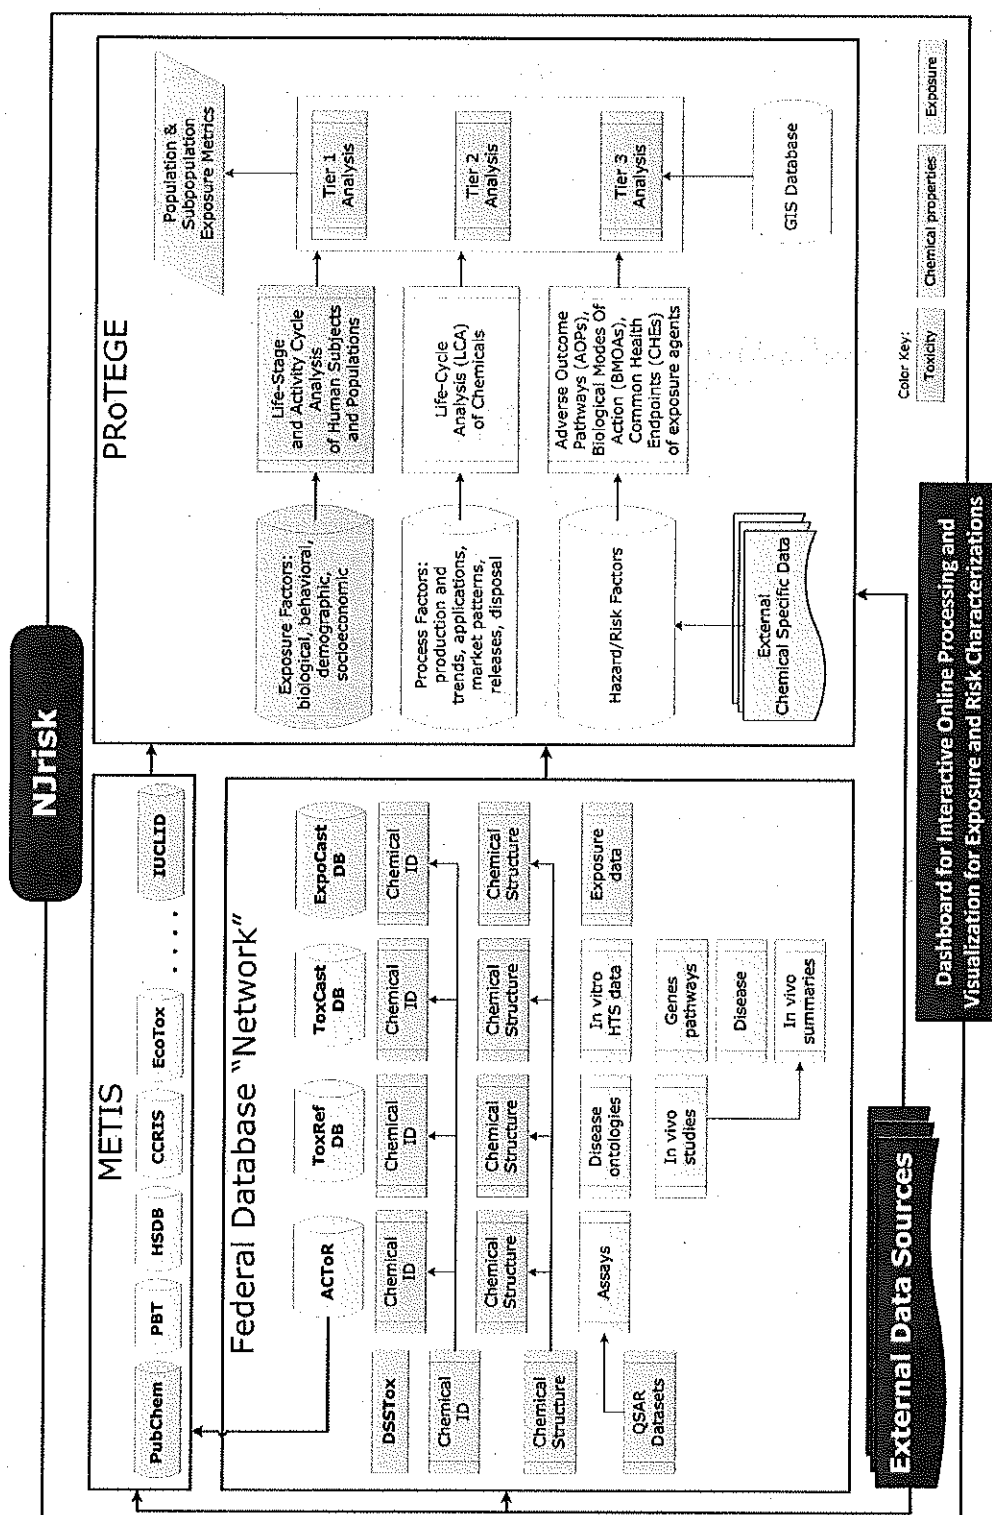 NJrisk
METIS
PubChem
PBT
HSDB
CCRIS
EcoTox
. . . .
IUCLID
Federal Database "Network"
DSSTox
ACToR
ToxRef
DB
ToxCast
DB
ExpoCast
DB
Chemical
ID
Chemical
ID
Chemical
ID
Chemical
ID
Chemical
ID
Chemical
Structure
Chemical
Structure
Chemical
Structure
Chemical
Structure
Chemical
Structure
QSAR
Datasets
Assays
Disease
ontologies
In vitro
HTS data
Exposure
data
In vivo
studies
Genes
pathways
Disease
In vivo
summaries
PRoTEGE
Population &
Subpopulation
Exposure Metrics
Exposure Factors:
biological, behavioral,
demographic,
socioeconomic
Life-Stage
and Activity Cycle
Analysis
of Human Subjects
and Populations
Tier 1
Analysis
Process Factors:
production and
trends, applications,
market patterns,
releases, disposal
Life-Cycle
Analysis (LCA)
of Chemicals
Tier 2
Analysis
Hazard/Risk Factors
Adverse Outcome
Pathways (AOPs),
Biological Modes Of
Action (BMOAs),
Common Health
Endpoints (CHEs)
of exposure agents
Tier 3
Analysis
External
Chemical Specific Data
GIS Database
External Data Sources
Dashboard for Interactive Online Processing and
Visualization for Exposure and Risk Characterizations
Color Key:
Toxicity
Chemical properties
Exposure